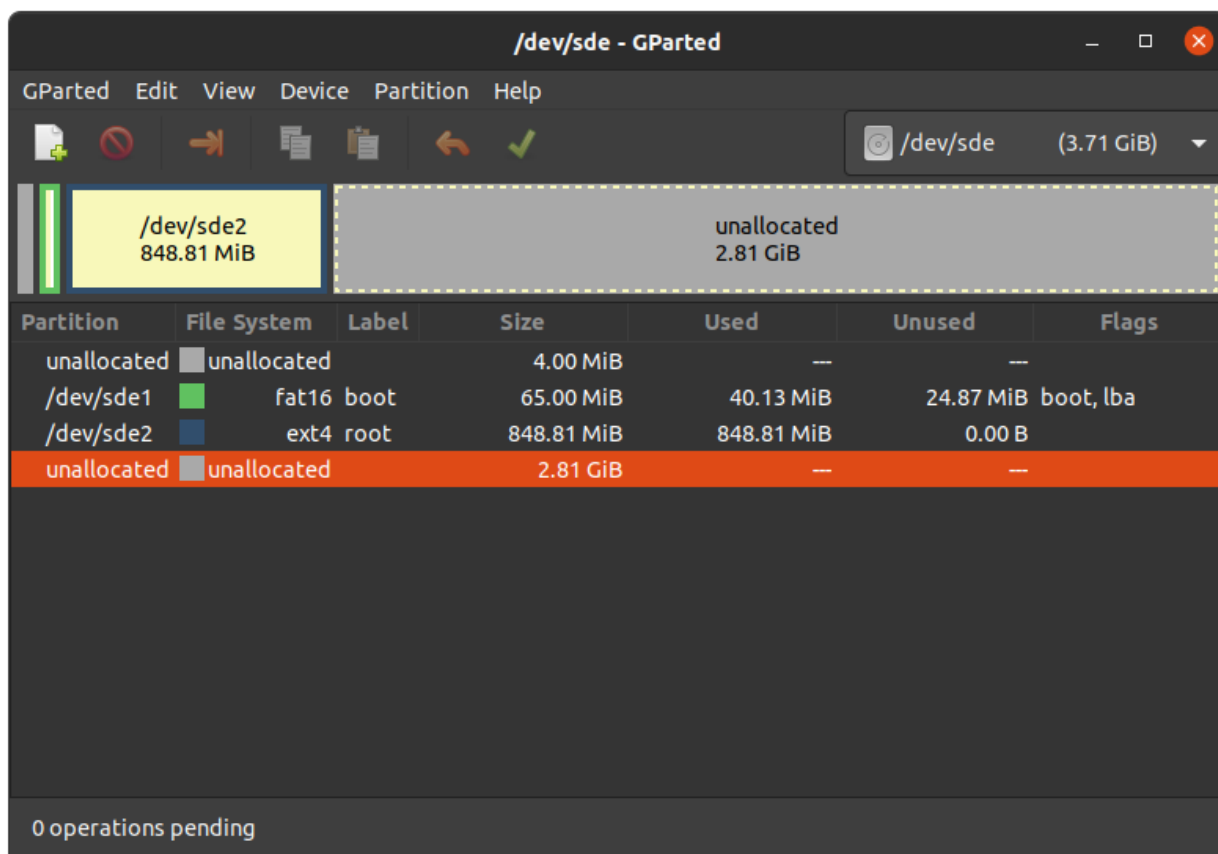 /dev/sde - GParted
GParted Edit View Device Partition Help
/dev/sde (3.71 GiB)
/dev/sde2
848.81 MiB
unallocated
2.81 GiB
Partition File System Label Size Used Unused Flags
unallocated unallocated 4.00 MiB --- ---
/dev/sde1 fat16 boot 65.00 MiB 40.13 MiB 24.87 MiB boot, lba
/dev/sde2 ext4 root 848.81 MiB 848.81 MiB 0.00 B
unallocated unallocated 2.81 GiB --- ---
0 operations pending